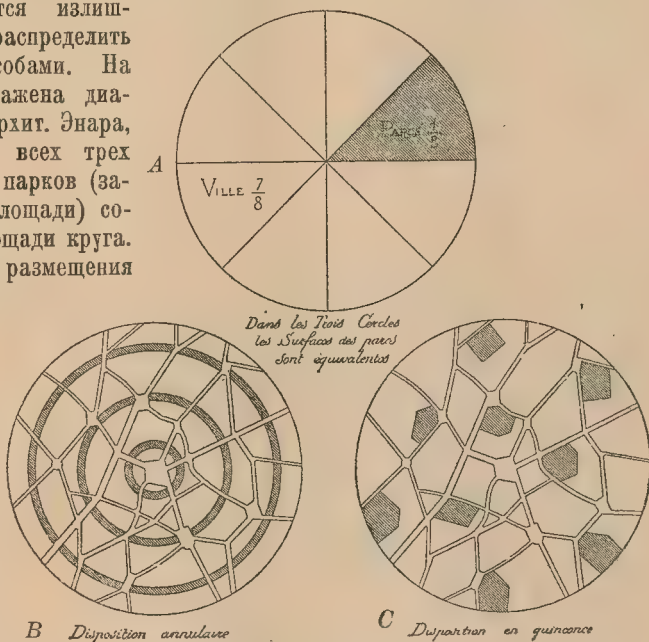 тся излиш-
распределить
собами. На
ажена диа-
рхит. Энара,
всех трех
парков (за-
лощади) со-
щади круга.
размещения
A
Parcs 1/8
Ville 7/8
Dans les Trois Cercles
les Surfaces des parcs
sont équivalentes
B Disposition annulaire
C Disposition en quinconce